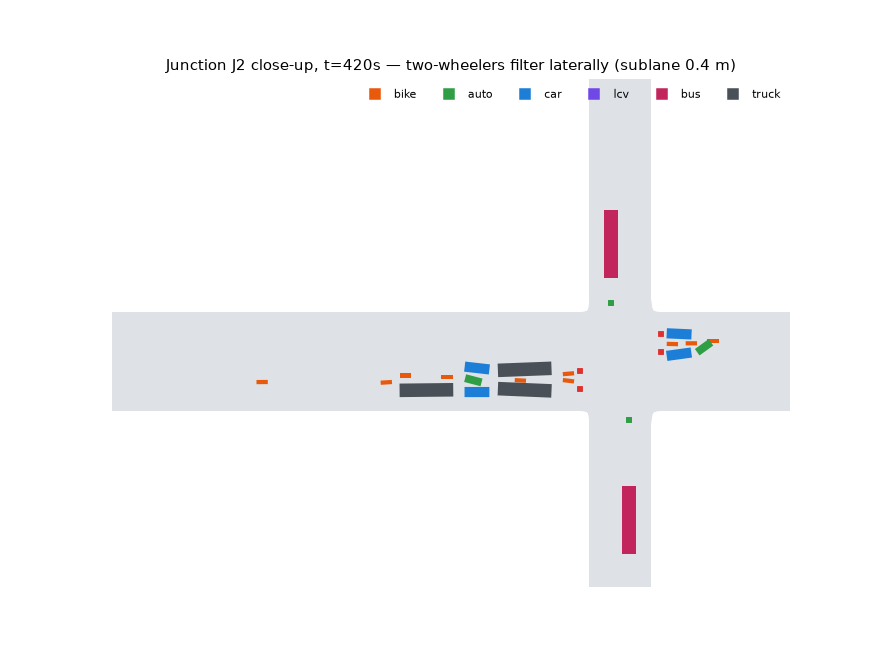 Junction J2 close-up, t=420s — two-wheelers filter laterally (sublane 0.4 m)
bike auto car lcv bus truck